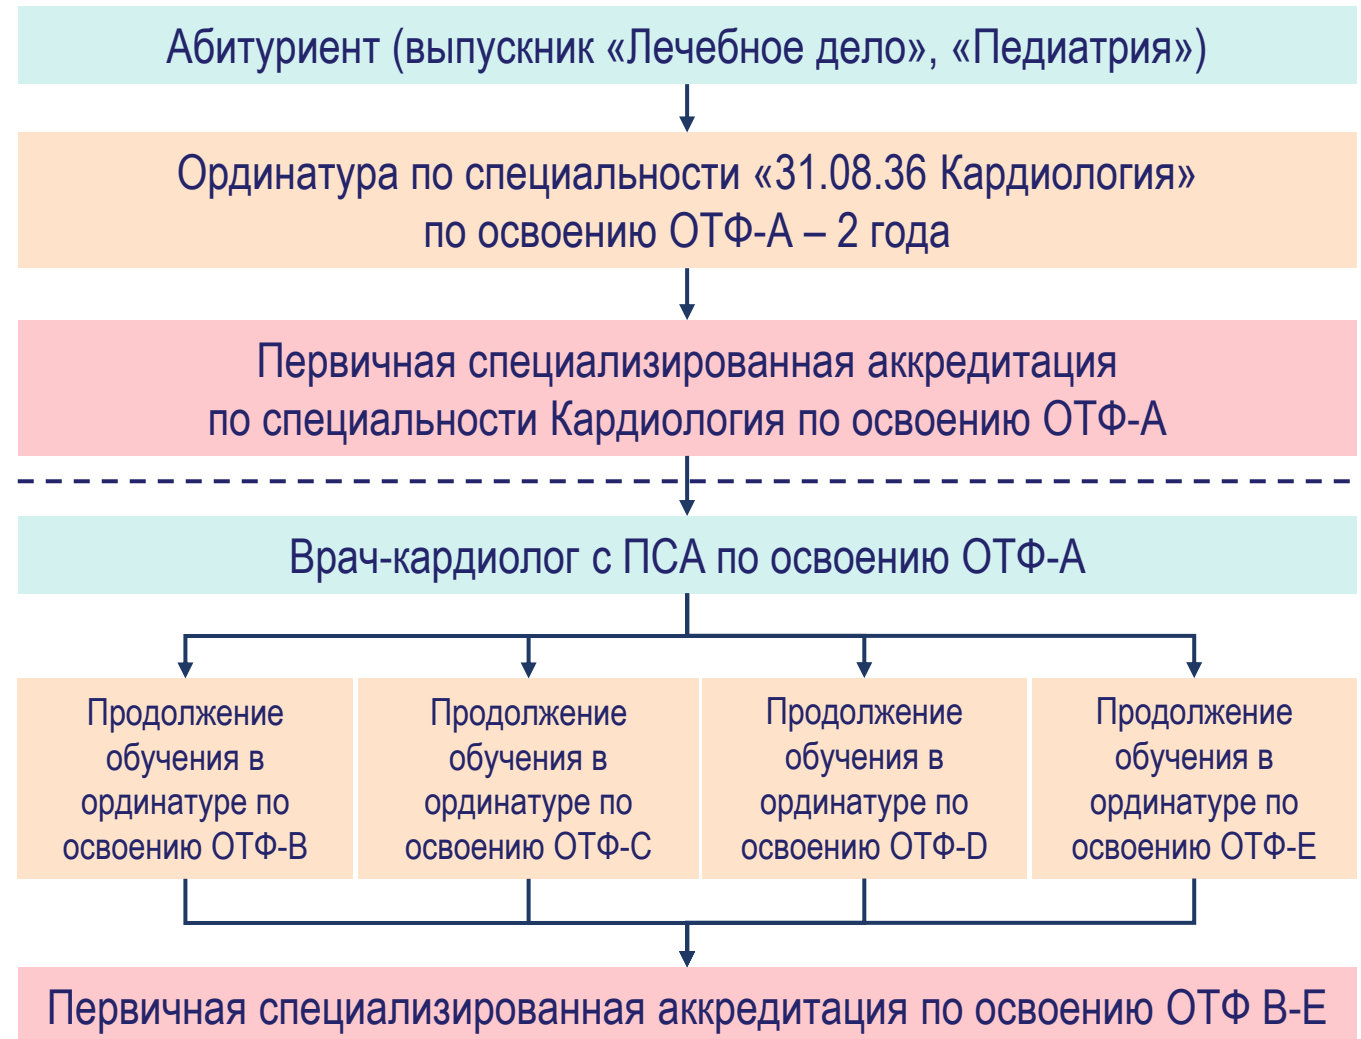 Абитуриент (выпускник «Лечебное дело», «Педиатрия»)
Ординатура по специальности «31.08.36 Кардиология»
по освоению ОТФ-А – 2 года
Первичная специализированная аккредитация
по специальности Кардиология по освоению ОТФ-А
Врач-кардиолог с ПСА по освоению ОТФ-А
Продолжение
обучения в
ординатуре по
освоению ОТФ-B
Продолжение
обучения в
ординатуре по
освоению ОТФ-C
Продолжение
обучения в
ординатуре по
освоению ОТФ-D
Продолжение
обучения в
ординатуре по
освоению ОТФ-E
Первичная специализированная аккредитация по освоению ОТФ B-E